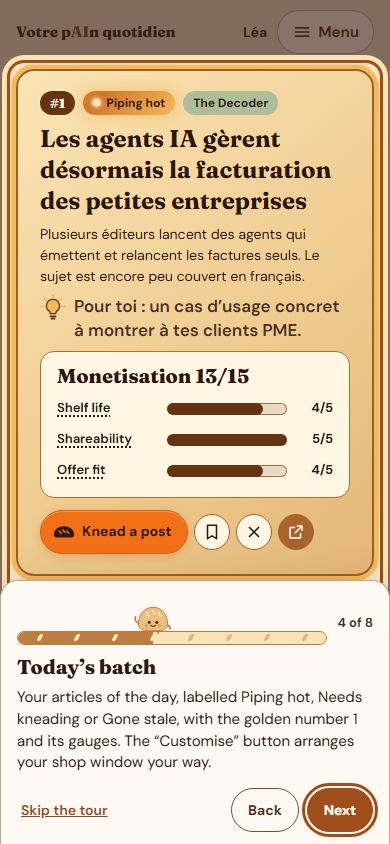 Votre pAIn quotidien
Léa
Menu
#1
Piping hot
The Decoder
Les agents IA gèrent
désormais la facturation
des petites entreprises
Plusieurs éditeurs lancent des agents qui
émettent et relancent les factures seuls. Le
sujet est encore peu couvert en français.
Pour toi : un cas d’usage concret
à montrer à tes clients PME.
Monetisation 13/15
Shelf life 4/5
Shareability 5/5
Offer fit 4/5
Knead a post
4 of 8
Today’s batch
Your articles of the day, labelled Piping hot, Needs
kneading or Gone stale, with the golden number 1
and its gauges. The “Customise” button arranges
your shop window your way.
Skip the tour
Back
Next